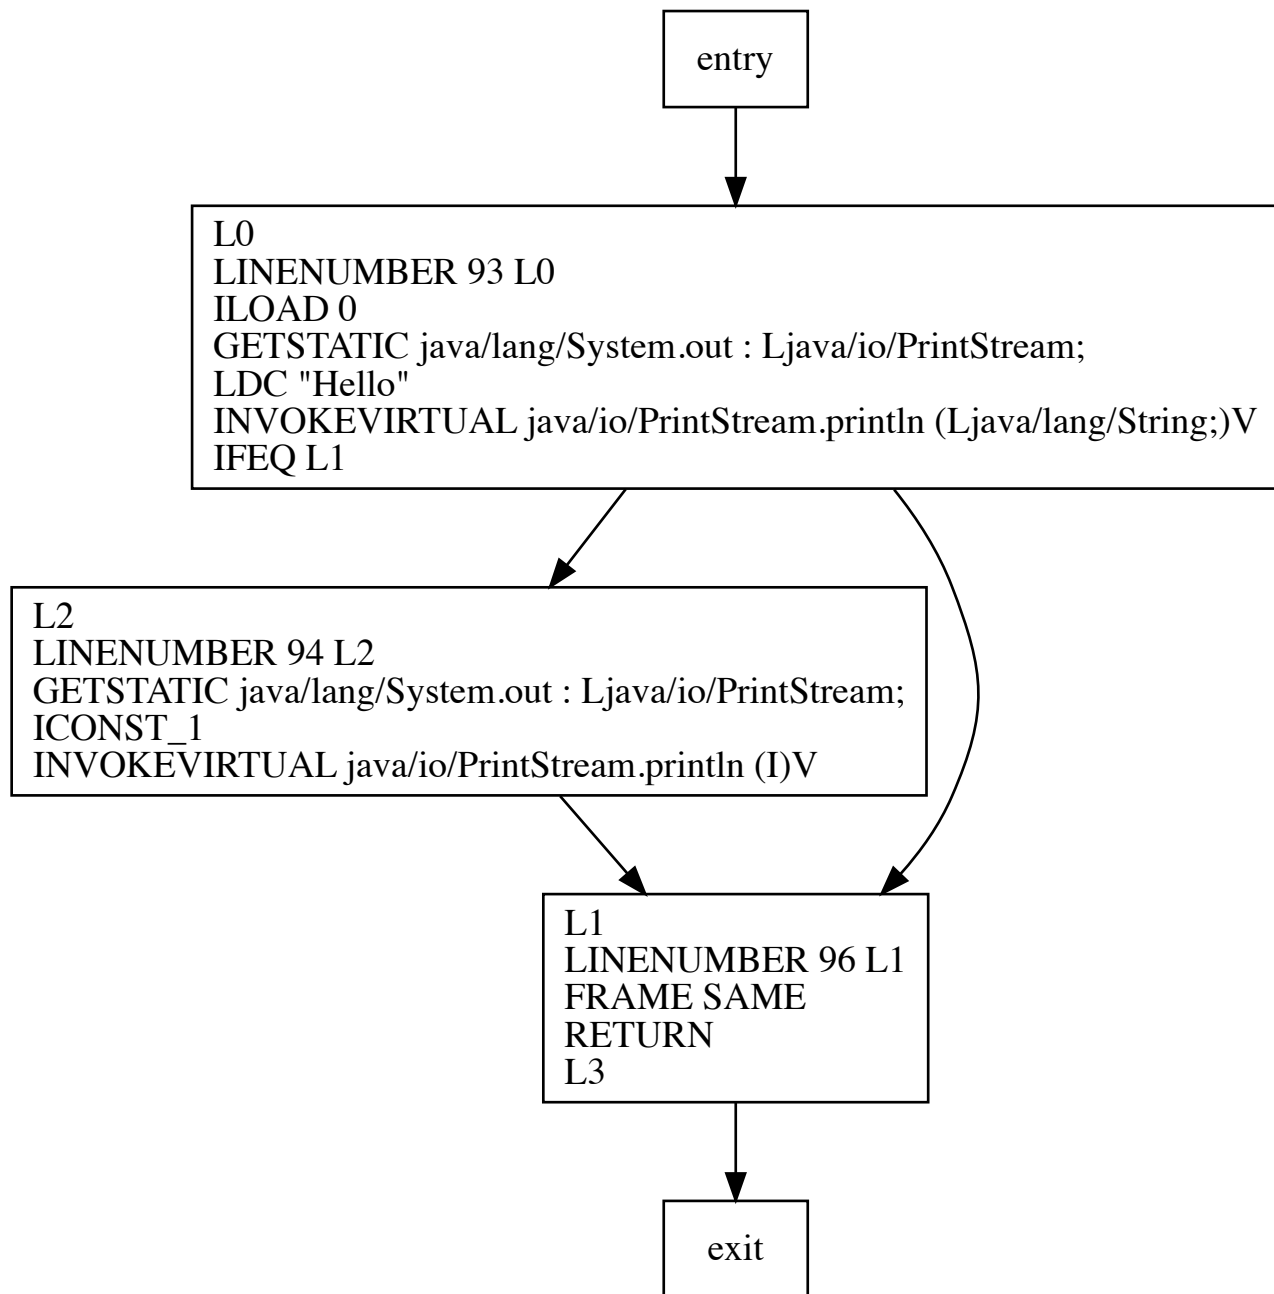 entry
L0
LINENUMBER 93 L0
ILOAD 0
GETSTATIC java/lang/System.out : Ljava/io/PrintStream;
LDC "Hello"
INVOKEVIRTUAL java/io/PrintStream.println (Ljava/lang/String;)V
IFEQ L1
L2
LINENUMBER 94 L2
GETSTATIC java/lang/System.out : Ljava/io/PrintStream;
ICONST_1
INVOKEVIRTUAL java/io/PrintStream.println (I)V
L1
LINENUMBER 96 L1
FRAME SAME
RETURN
L3
exit